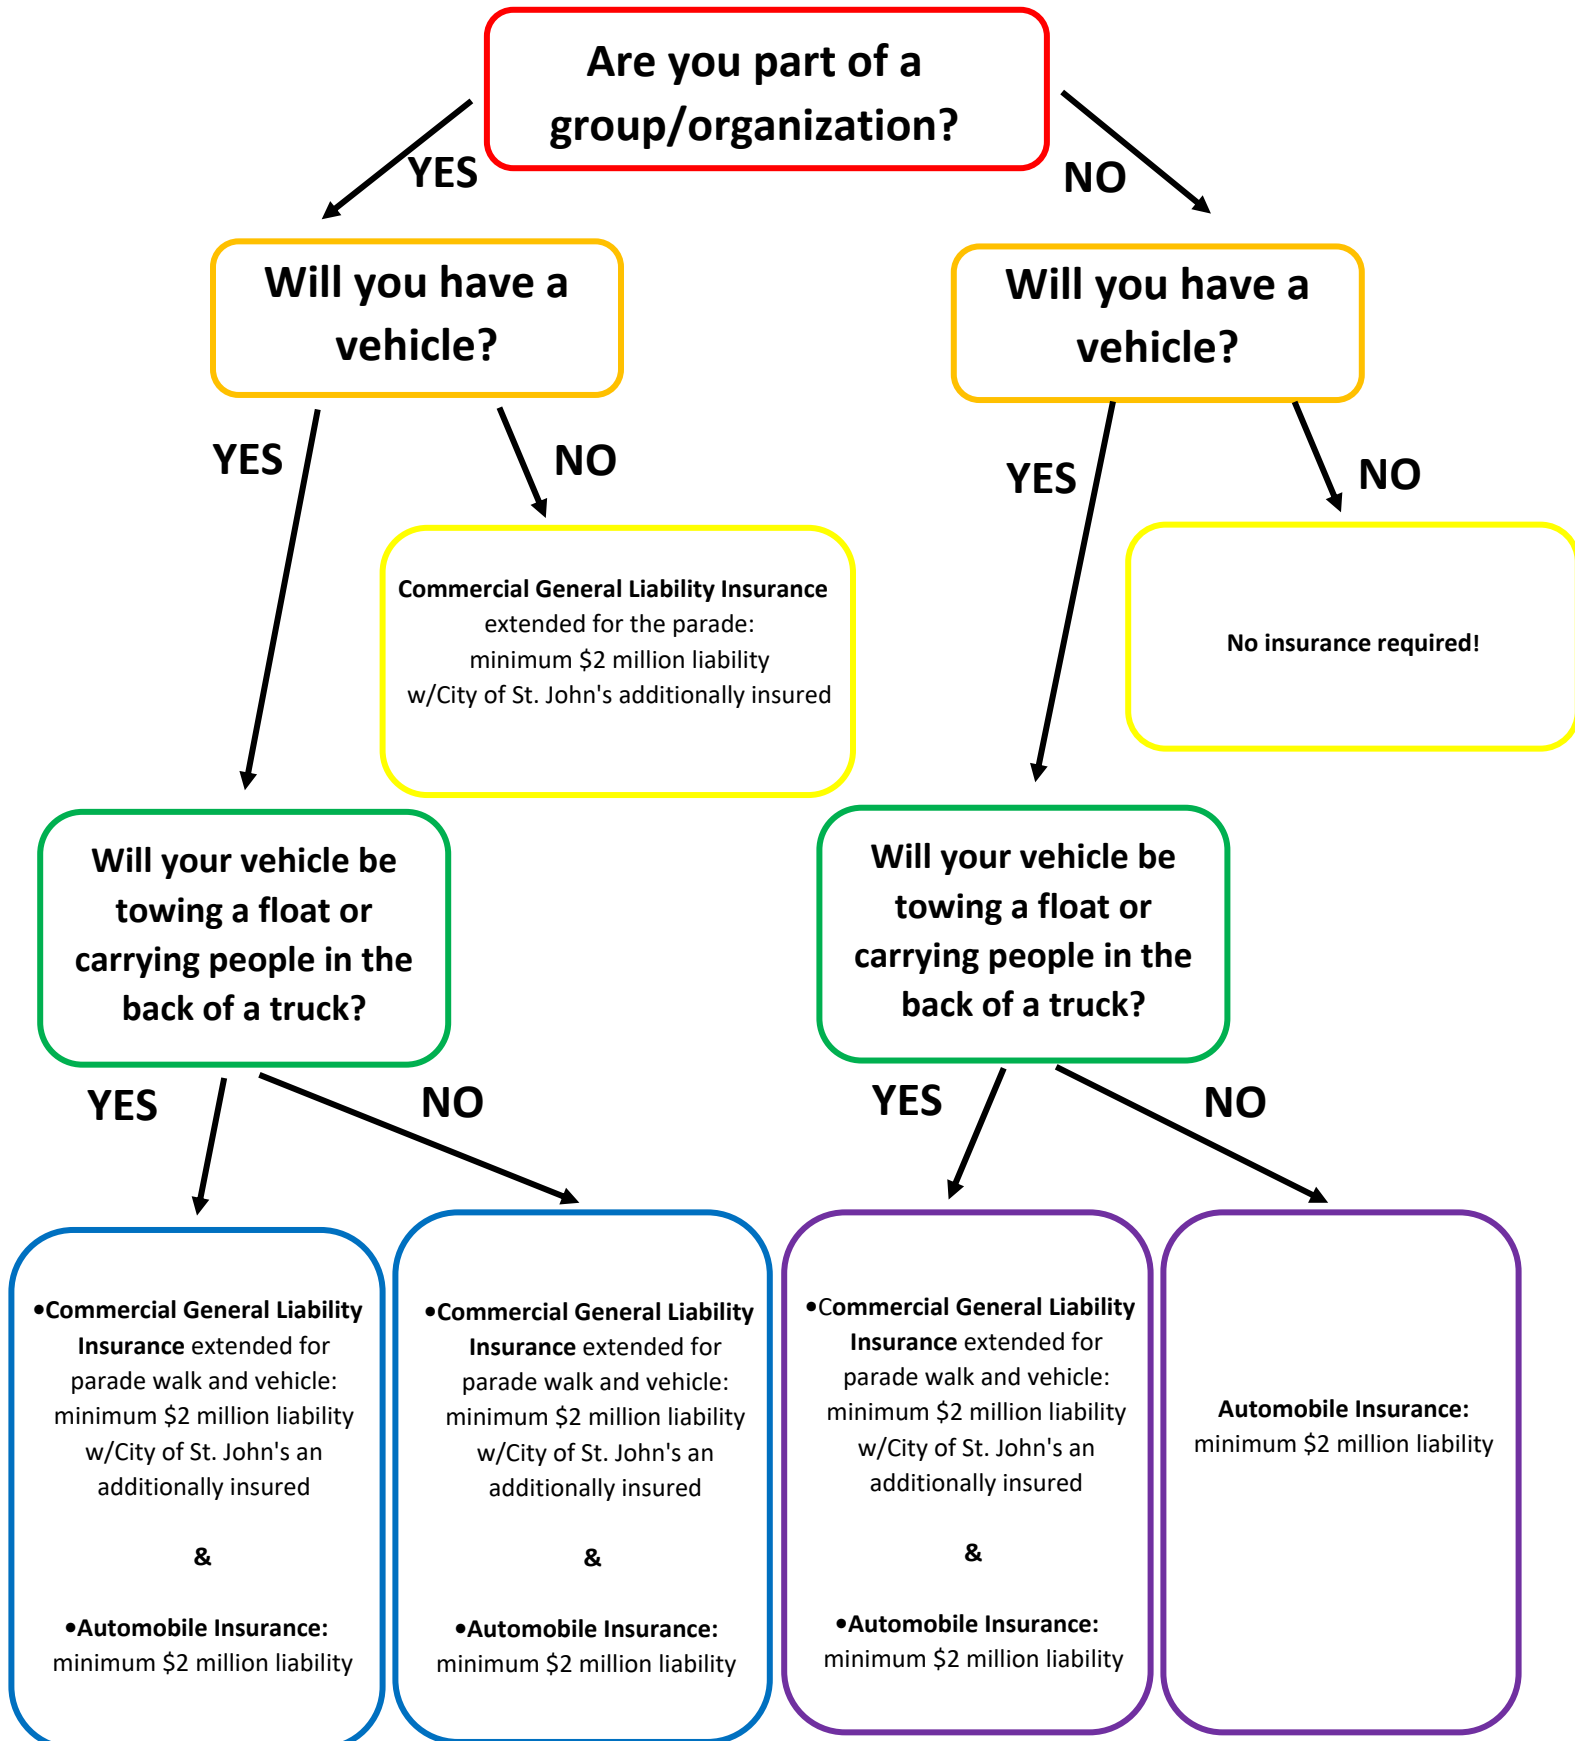 Are you part of a
group/organization?
YES
NO
Will you have a
vehicle?
Will you have a
vehicle?
YES
NO
YES
NO
Commercial General Liability Insurance
extended for the parade:
minimum $2 million liability
w/City of St. John's additionally insured
No insurance required!
Will your vehicle be
towing a float or
carrying people in the
back of a truck?
Will your vehicle be
towing a float or
carrying people in the
back of a truck?
YES
NO
YES
NO
•Commercial General Liability
Insurance extended for
parade walk and vehicle:
minimum $2 million liability
w/City of St. John's an
additionally insured
&
•Automobile Insurance:
minimum $2 million liability
•Commercial General Liability
Insurance extended for
parade walk and vehicle:
minimum $2 million liability
w/City of St. John's an
additionally insured
&
•Automobile Insurance:
minimum $2 million liability
•Commercial General Liability
Insurance extended for
parade walk and vehicle:
minimum $2 million liability
w/City of St. John's an
additionally insured
&
•Automobile Insurance:
minimum $2 million liability
Automobile Insurance:
minimum $2 million liability